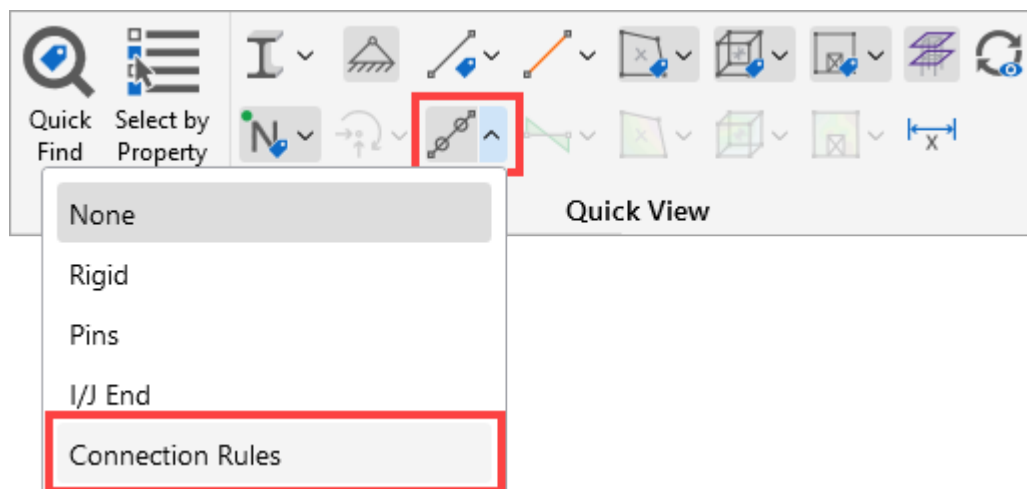 Quick Find
Select by Property
N
x
Quick View
None
Rigid
Pins
I/J End
Connection Rules